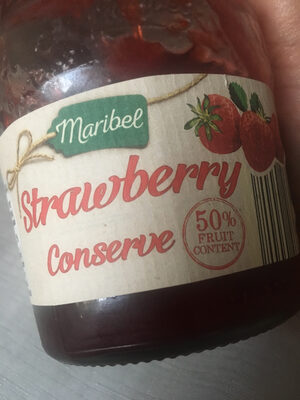 Maribel
Strawberry
Conserve
50%
FRUIT
CONTENT